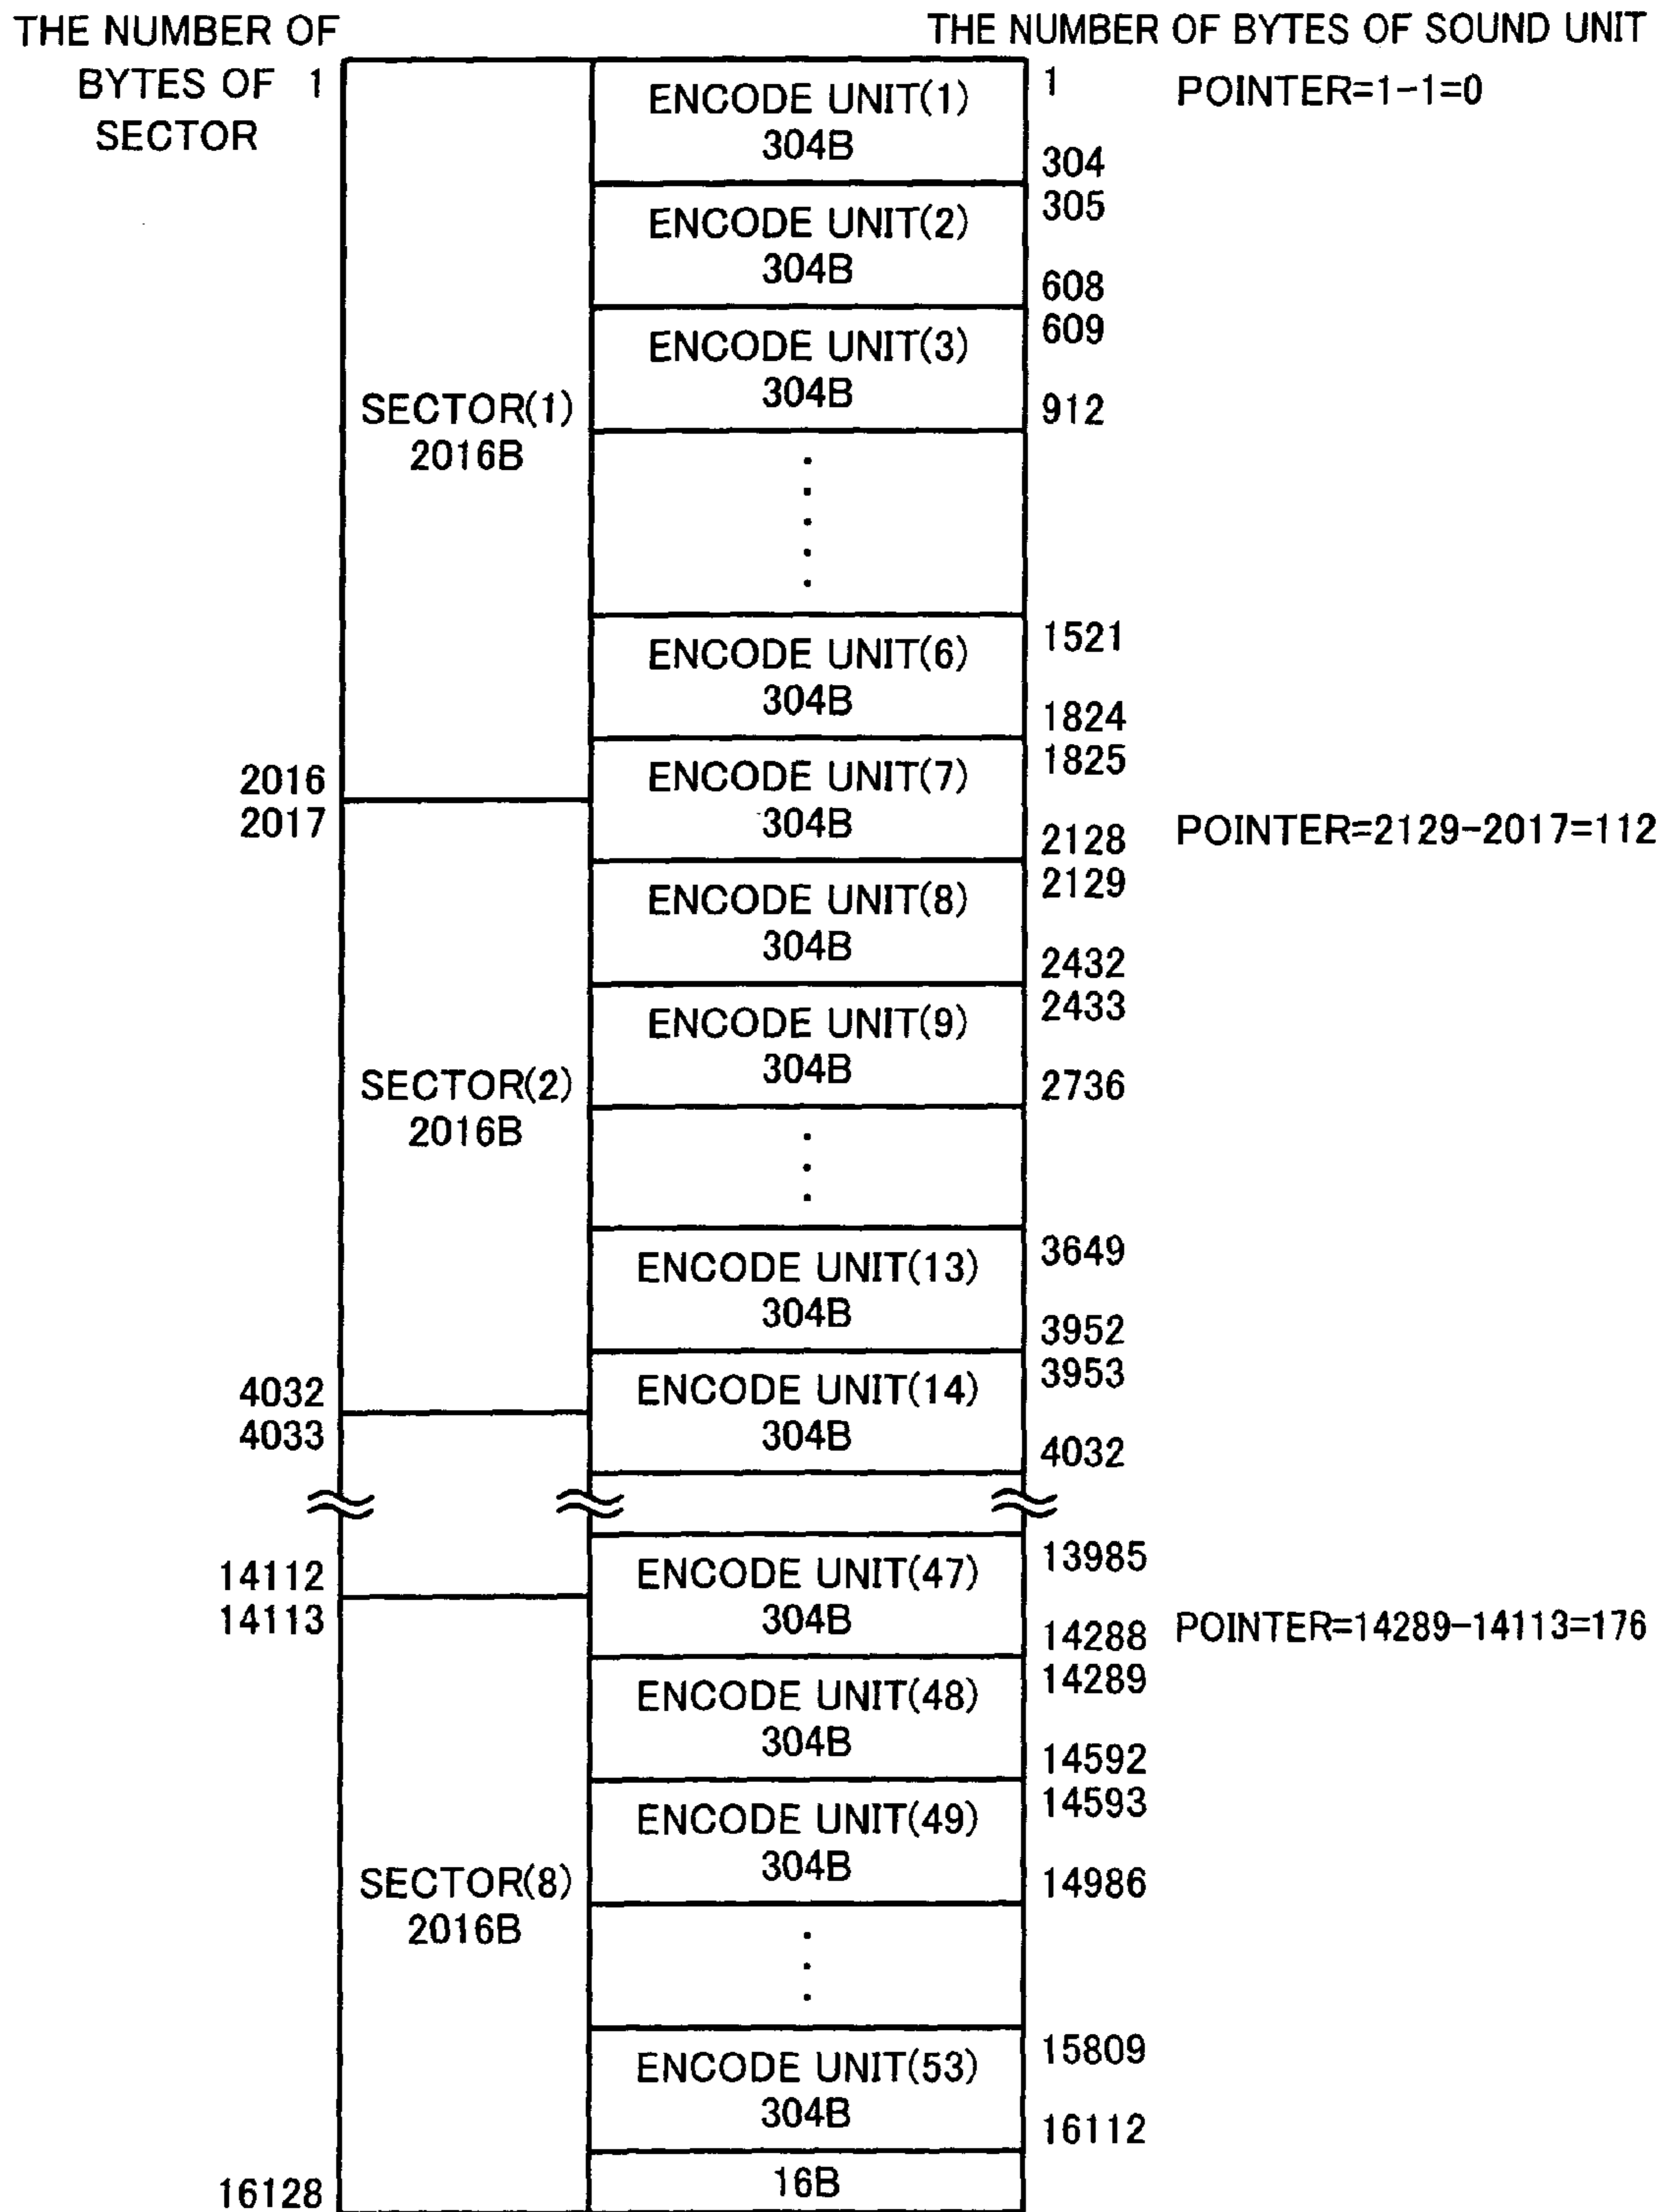 THE NUMBER OF
BYTES OF 1
SECTOR
THE NUMBER OF BYTES OF SOUND UNIT
ENCODE UNIT(1)
304B
1
304
POINTER=1-1=0
ENCODE UNIT(2)
304B
305
608
ENCODE UNIT(3)
304B
609
912
SECTOR(1)
2016B
ENCODE UNIT(6)
304B
1521
1824
2016
2017
ENCODE UNIT(7)
304B
1825
2128
POINTER=2129-2017=112
ENCODE UNIT(8)
304B
2129
2432
ENCODE UNIT(9)
304B
2433
2736
SECTOR(2)
2016B
ENCODE UNIT(13)
304B
3649
3952
4032
4033
ENCODE UNIT(14)
304B
3953
4032
14112
14113
ENCODE UNIT(47)
304B
13985
14288
POINTER=14289-14113=176
ENCODE UNIT(48)
304B
14289
14592
ENCODE UNIT(49)
304B
14593
14986
SECTOR(8)
2016B
ENCODE UNIT(53)
304B
15809
16112
16128
16B